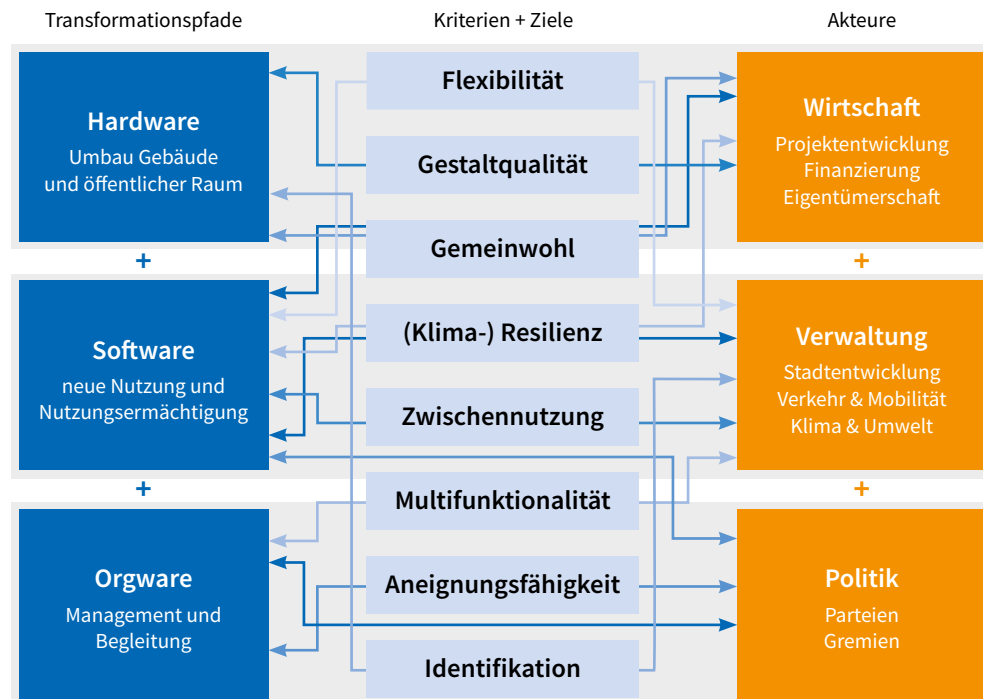 Transformationspfade
Kriterien + Ziele
Akteure
Hardware
Umbau Gebäude
und öffentlicher Raum
+
Software
neue Nutzung und
Nutzungsermächtigung
+
Orgware
Management und
Begleitung
Flexibilität
Gestaltqualität
Gemeinwohl
(Klima-) Resilienz
Zwischennutzung
Multifunktionalität
Aneignungsfähigkeit
Identifikation
Wirtschaft
Projektentwicklung
Finanzierung
Eigentümerschaft
+
Verwaltung
Stadtentwicklung
Verkehr & Mobilität
Klima & Umwelt
+
Politik
Parteien
Gremien